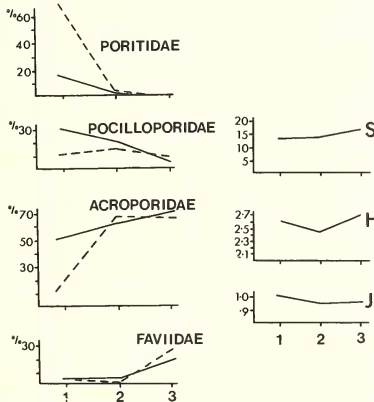 %
60
40
20
PORITIDAE
%30
POCILLOPORIDAE
ACROPORIDAE
%70
50
30
FAVIIDAE
%30
1 2 3
20
15
10
5
S
2·7
2·5
2·3
2·1
H
1·0
·9
J
1 2 3